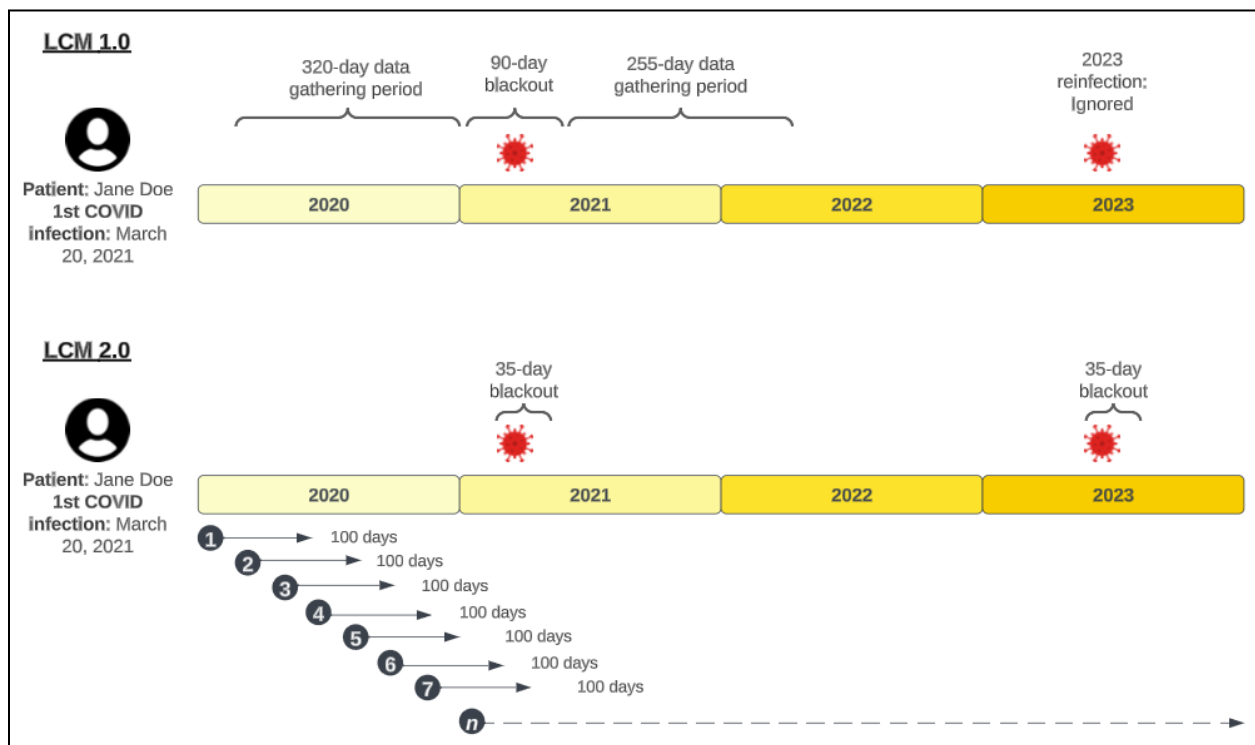 LCM 1.0
320-day data
gathering period
90-day
blackout
255-day data
gathering period
2023
reinfection:
Ignored
Patient: Jane Doe
1st COVID
infection: March
20, 2021
2020
2021
2022
2023
LCM 2.0
35-day
blackout
35-day
blackout
Patient: Jane Doe
1st COVID
infection: March
20, 2021
2020
2021
2022
2023
1 100 days
2 100 days
3 100 days
4 100 days
5 100 days
6 100 days
7 100 days
n